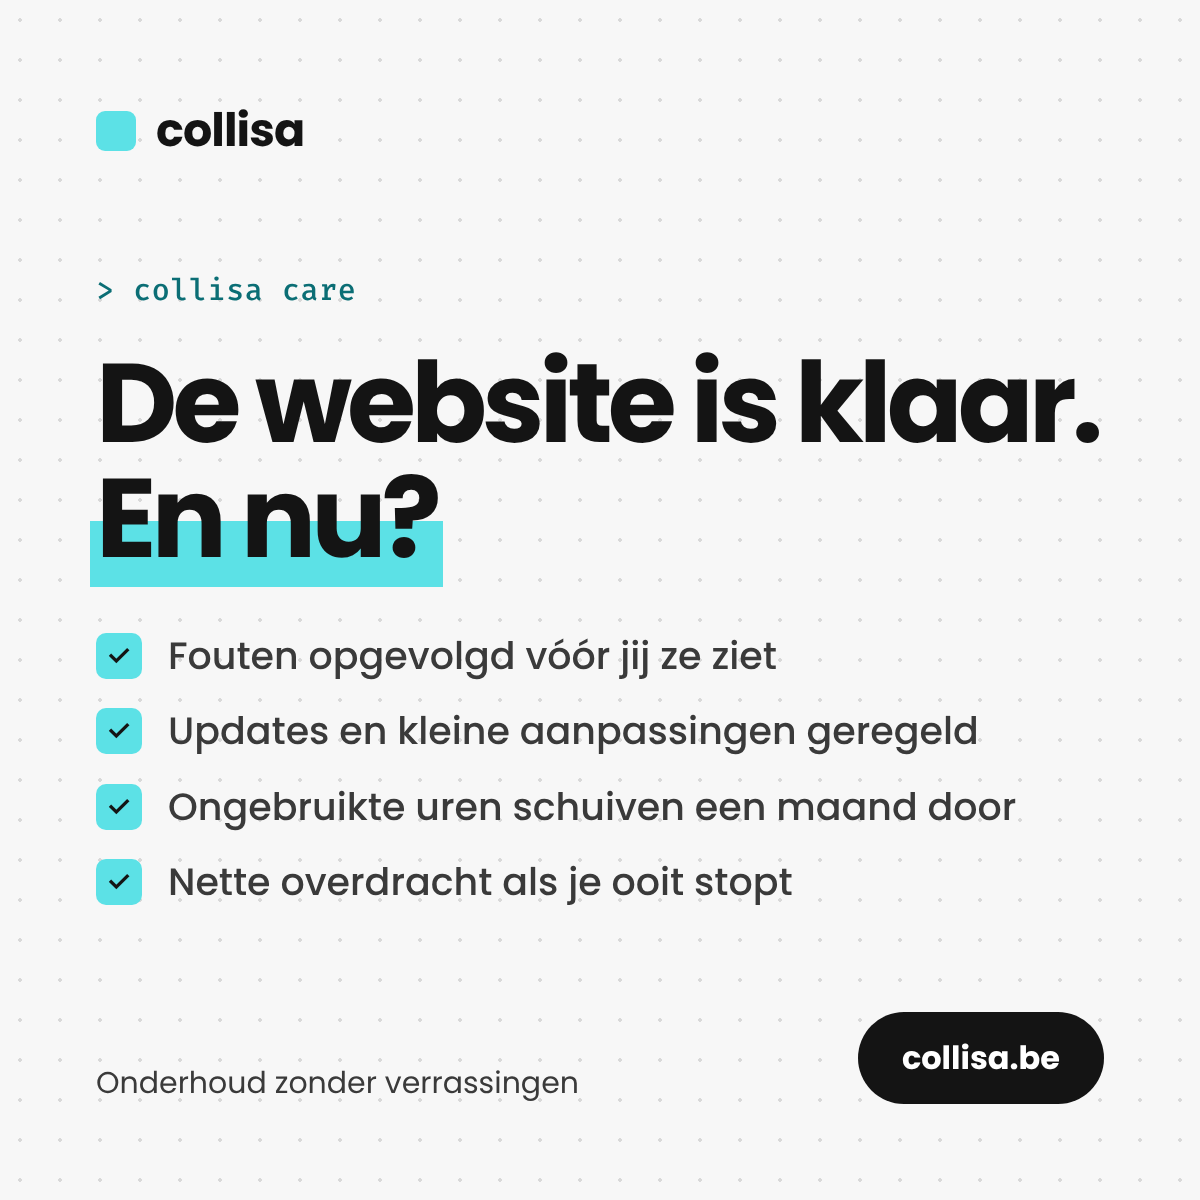 collisa
> collisa care
De website is klaar.
En nu?
Fouten opgevolgd vóór jij ze ziet
Updates en kleine aanpassingen geregeld
Ongebruikte uren schuiven een maand door
Nette overdracht als je ooit stopt
Onderhoud zonder verrassingen
collisa.be